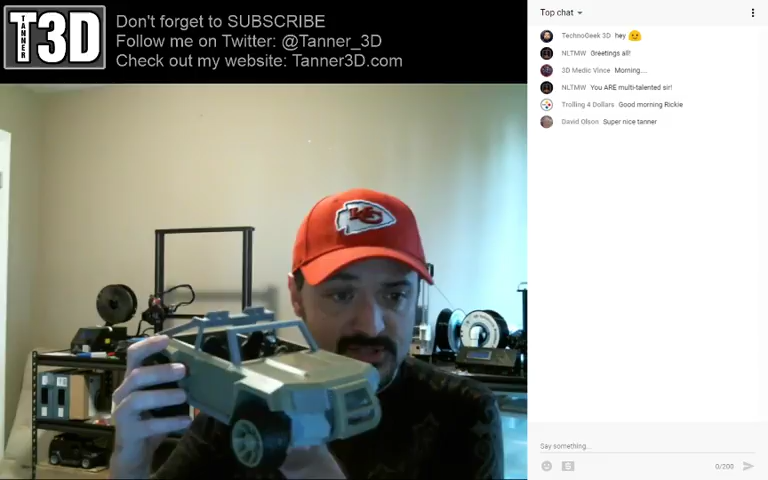 TANNER
T3D
Don't forget to SUBSCRIBE
Follow me on Twitter: @Tanner_3D
Check out my website: Tanner3D.com
KC
Top chat
TechnoGeek 3D hey
NLTMW Greetings all!
3D Medic Vince Morning....
NLTMW You ARE multi-talented sir!
Trolling 4 Dollars Good morning Rickie
David Olson Super nice tanner
Say something...
0/200